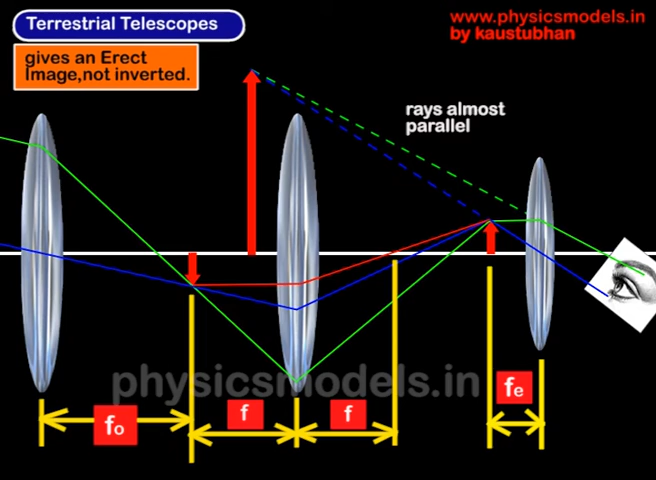 Terrestrial Telescopes
gives an Erect
Image,not inverted.
www.physicsmodels.in
by kaustubhan
rays almost
parallel
physicsmodels.in
fo
f
f
fe